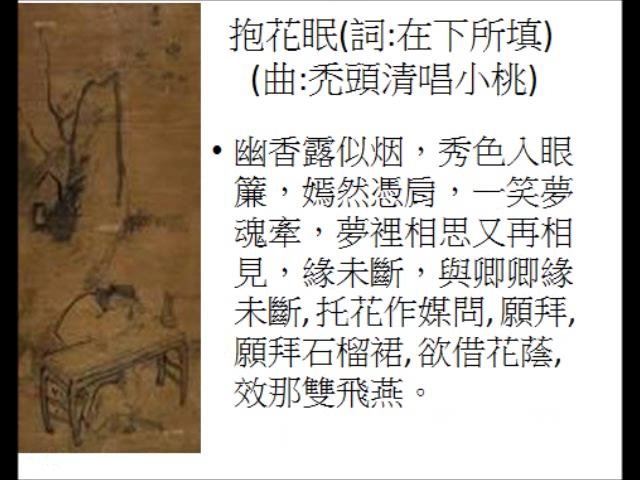 抱花眠(詞:在下所填)
(曲:禿頭清唱小桃)
• 幽香露似烟，秀色入眼
簾，嫣然憑肩，一笑夢
魂牽，夢裡相思又再相
見，緣未斷，與卿卿緣
未斷, 托花作媒問, 願拜,
願拜石榴裙, 欲借花蔭,
效那雙飛燕。